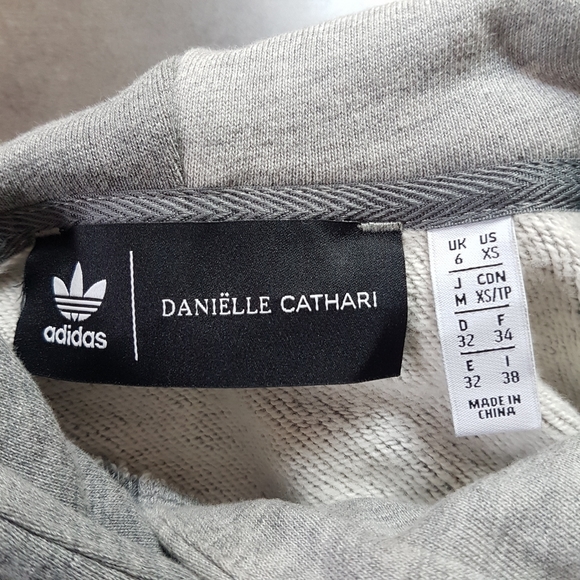 adidas
DANIËLLE CATHARI
UK US
6 XS
J CDN
M XS/TP
D F
32 34
E I
32 38
MADE IN
CHINA